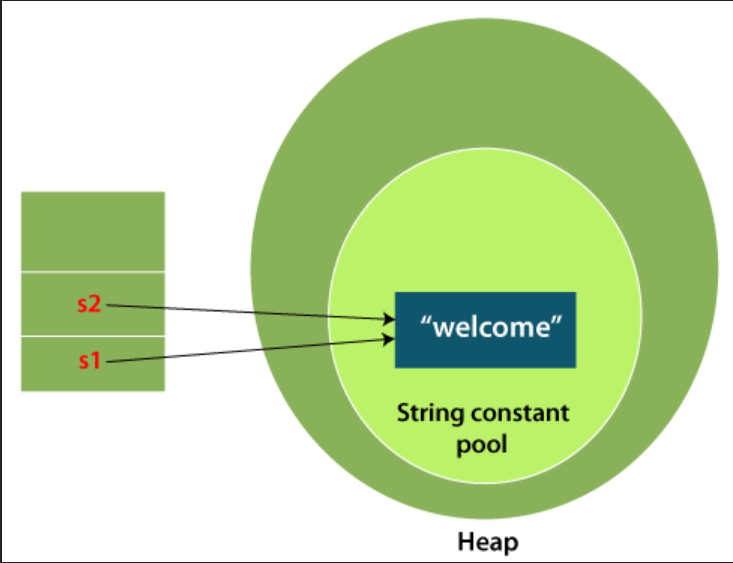 s2
s1
“welcome”
String constant
pool
Heap